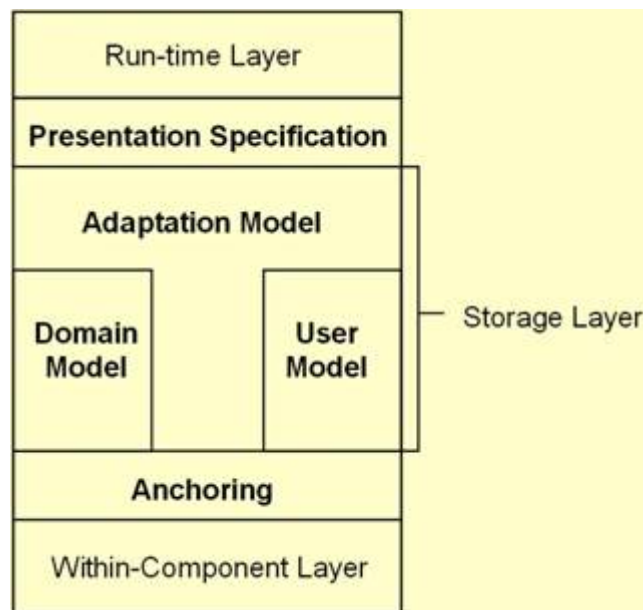 Run-time Layer
Presentation Specification
Adaptation Model
Domain
Model
User
Model
Storage Layer
Anchoring
Within-Component Layer